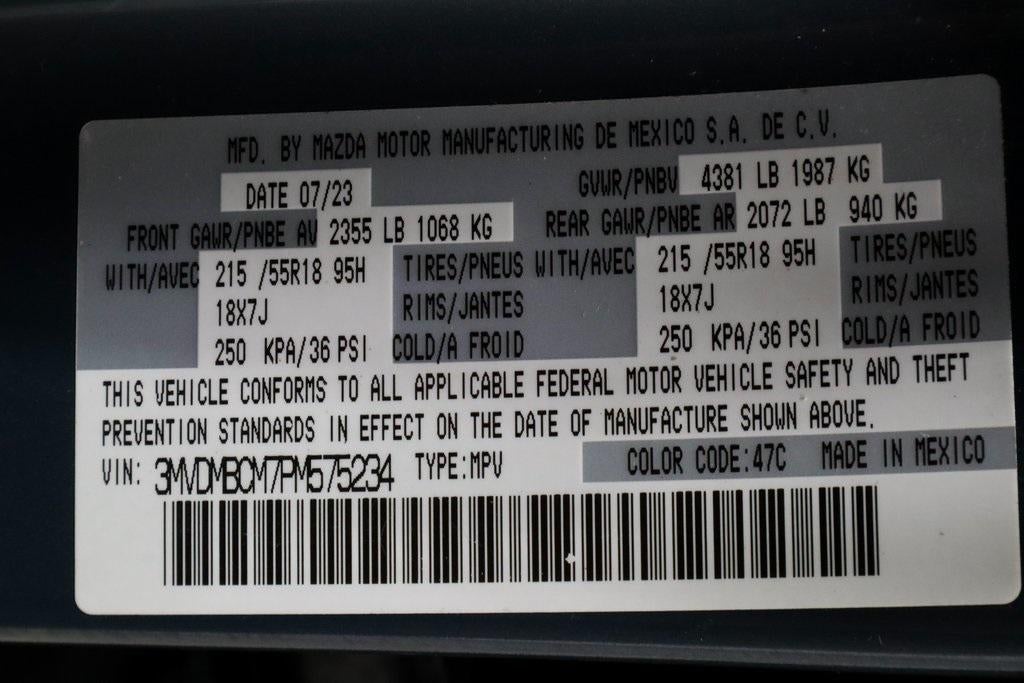 MFD. BY MAZDA MOTOR MANUFACTURING DE MEXICO S.A. DE C.V.
DATE 07/23 GVWR/PNBV 4381 LB 1987 KG
FRONT GAWR/PNBE AV 2355 LB 1068 KG REAR GAWR/PNBE AR 2072 LB 940 KG
WITH/AVEC 215 /55R18 95H TIRES/PNEUS WITH/AVEC 215 /55R18 95H TIRES/PNEUS
18X7J RIMS/JANTES 18X7J RIMS/JANTES
250 KPA/36 PSI COLD/A FROID 250 KPA/36 PSI COLD/A FROID
THIS VEHICLE CONFORMS TO ALL APPLICABLE FEDERAL MOTOR VEHICLE SAFETY AND THEFT
PREVENTION STANDARDS IN EFFECT ON THE DATE OF MANUFACTURE SHOWN ABOVE.
VIN: 3MVDMBCM7PM575234 TYPE:MPV COLOR CODE:47C MADE IN MEXICO